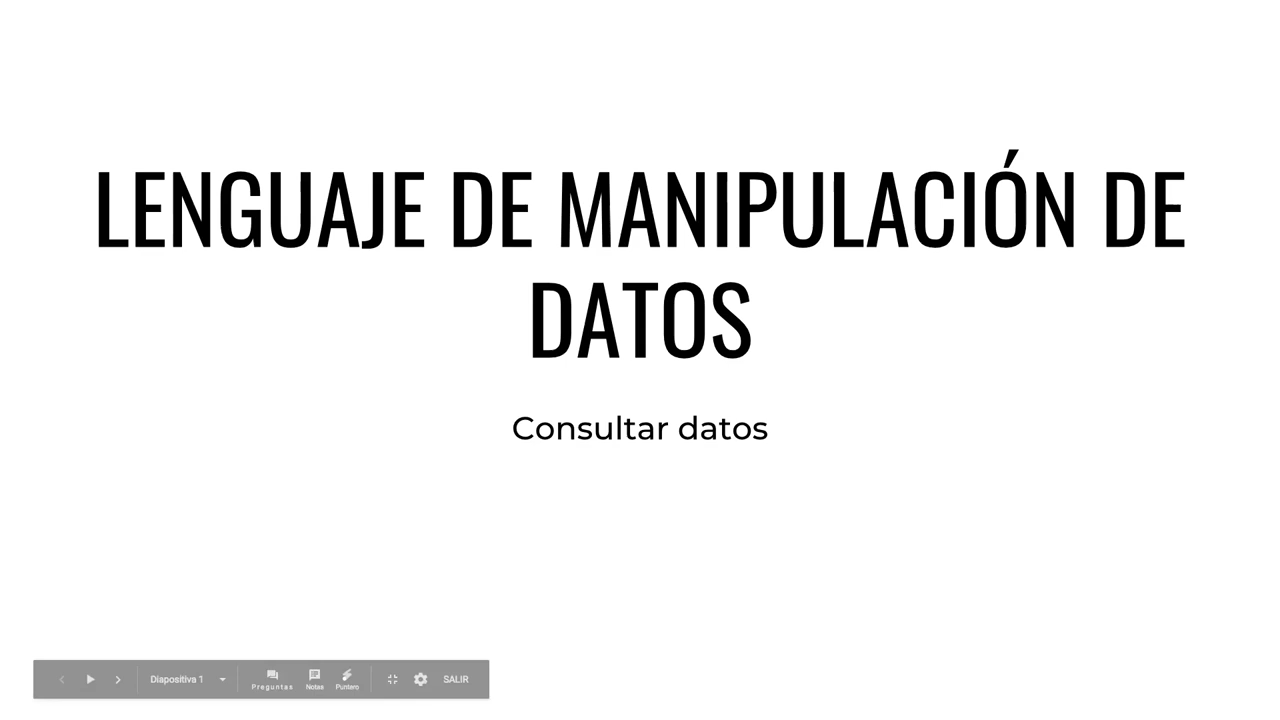 LENGUAJE DE MANIPULACIÓN DE
DATOS
Consultar datos
Diapositiva 1
Preguntas
Notas
Puntero
SALIR